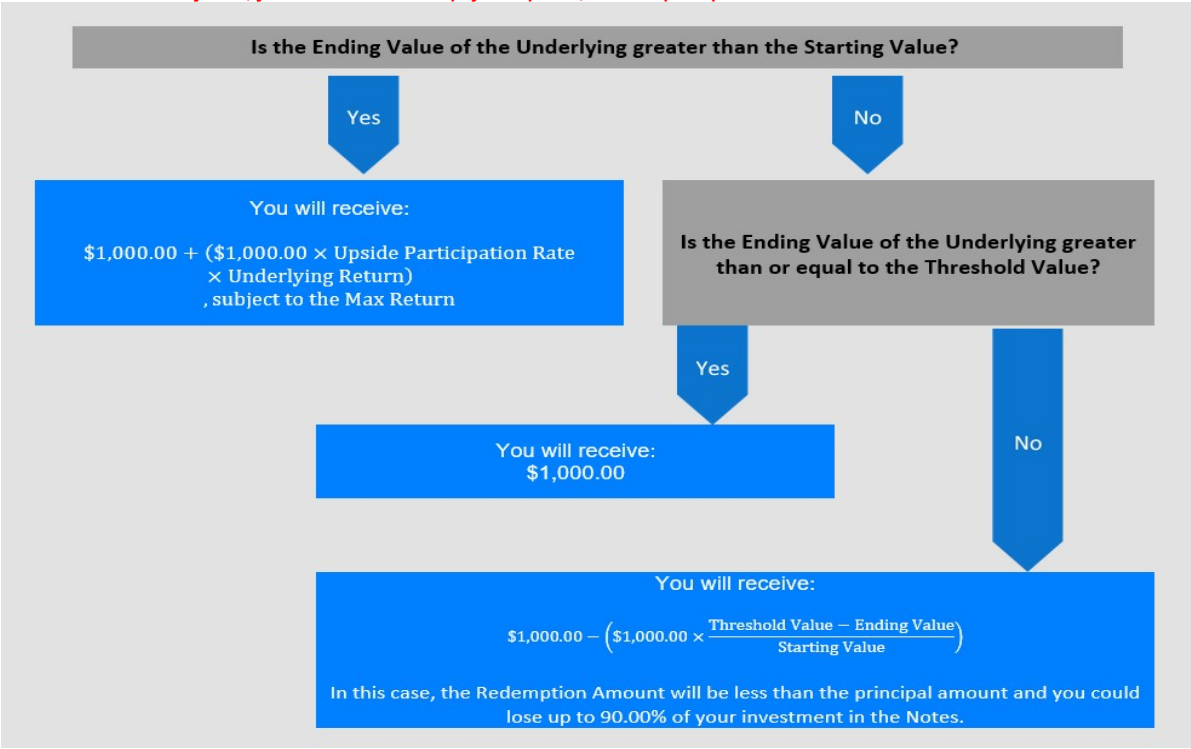 Is the Ending Value of the Underlying greater than the Starting Value?
Yes
No
You will receive:
$1,000.00 + ($1,000.00 × Upside Participation Rate
× Underlying Return)
, subject to the Max Return
Is the Ending Value of the Underlying greater
than or equal to the Threshold Value?
Yes
No
You will receive:
$1,000.00
You will receive:
$1,000.00 − ($1,000.00 × (Threshold Value − Ending Value) / Starting Value)
In this case, the Redemption Amount will be less than the principal amount and you could
lose up to 90.00% of your investment in the Notes.